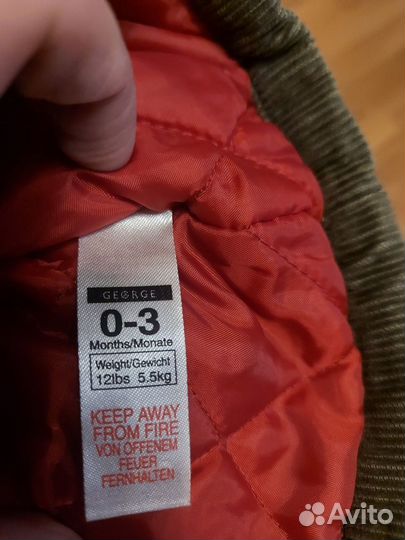 GEORGE
0-3
Months/Monate
Weight/Gewicht
12lbs 5.5kg
KEEP AWAY
FROM FIRE
VON OFFENEM
FEUER
FERNHALTEN
Avito